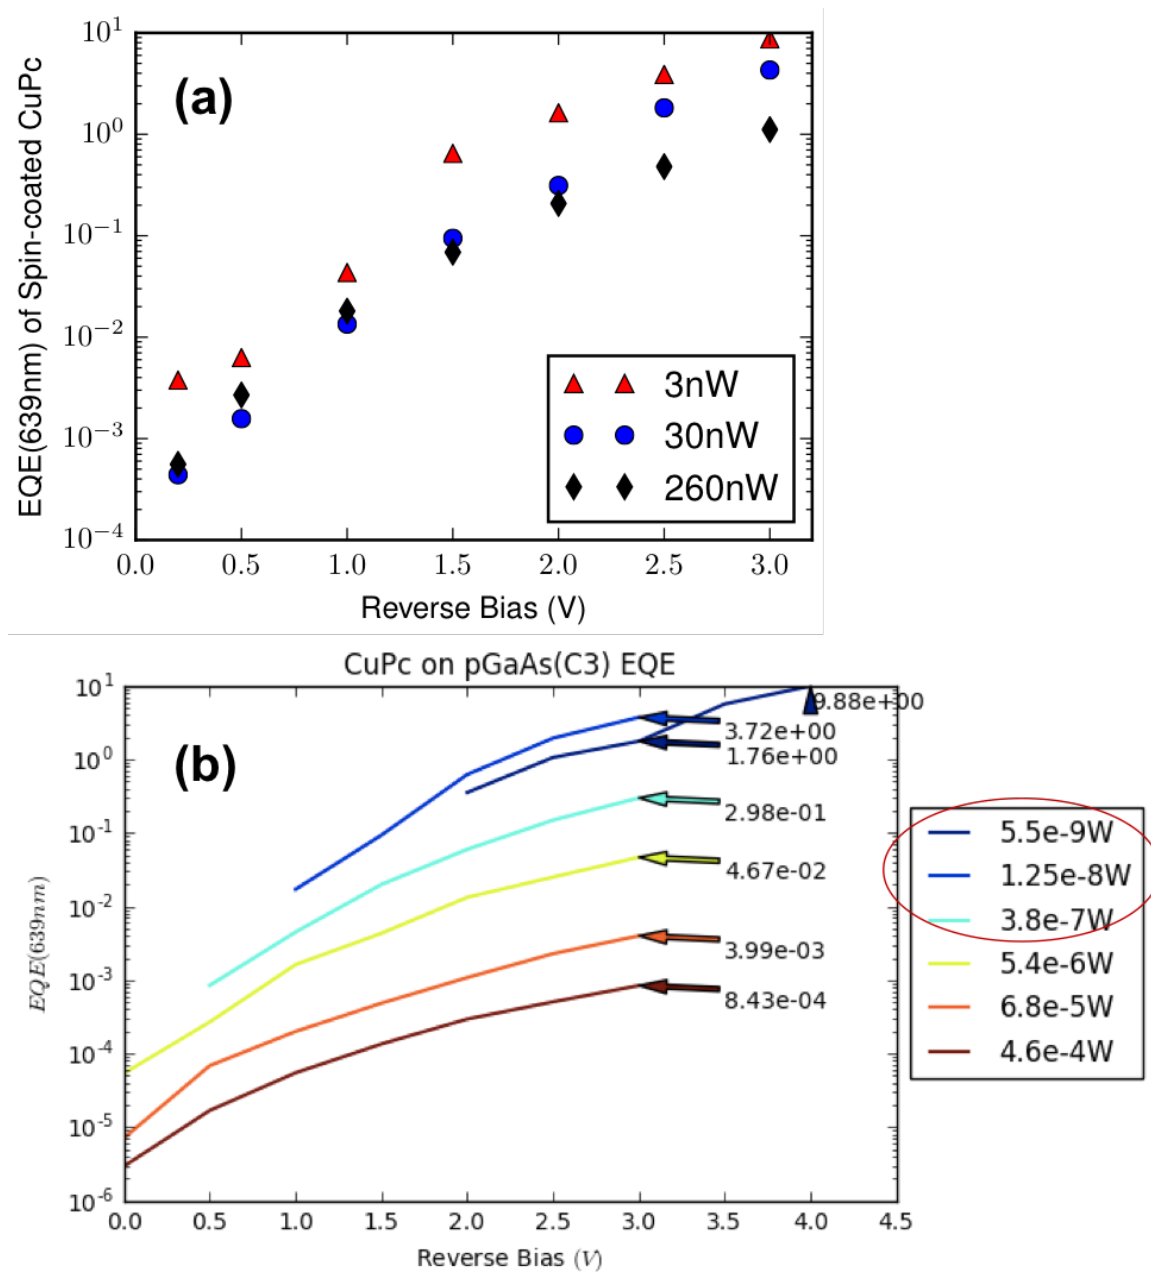 EQE(639nm) of Spin-coated CuPc
(a)
10^1
10^0
10^-1
10^-2
10^-3
10^-4
3nW
30nW
260nW
0.0 0.5 1.0 1.5 2.0 2.5 3.0
Reverse Bias (V)
CuPc on pGaAs(C3) EQE
EQE(639nm)
(b)
10^1
10^0
10^-1
10^-2
10^-3
10^-4
10^-5
10^-6
9.88e+00
3.72e+00
1.76e+00
2.98e-01
4.67e-02
3.99e-03
8.43e-04
5.5e-9W
1.25e-8W
3.8e-7W
5.4e-6W
6.8e-5W
4.6e-4W
0.0 0.5 1.0 1.5 2.0 2.5 3.0 3.5 4.0 4.5
Reverse Bias (V)